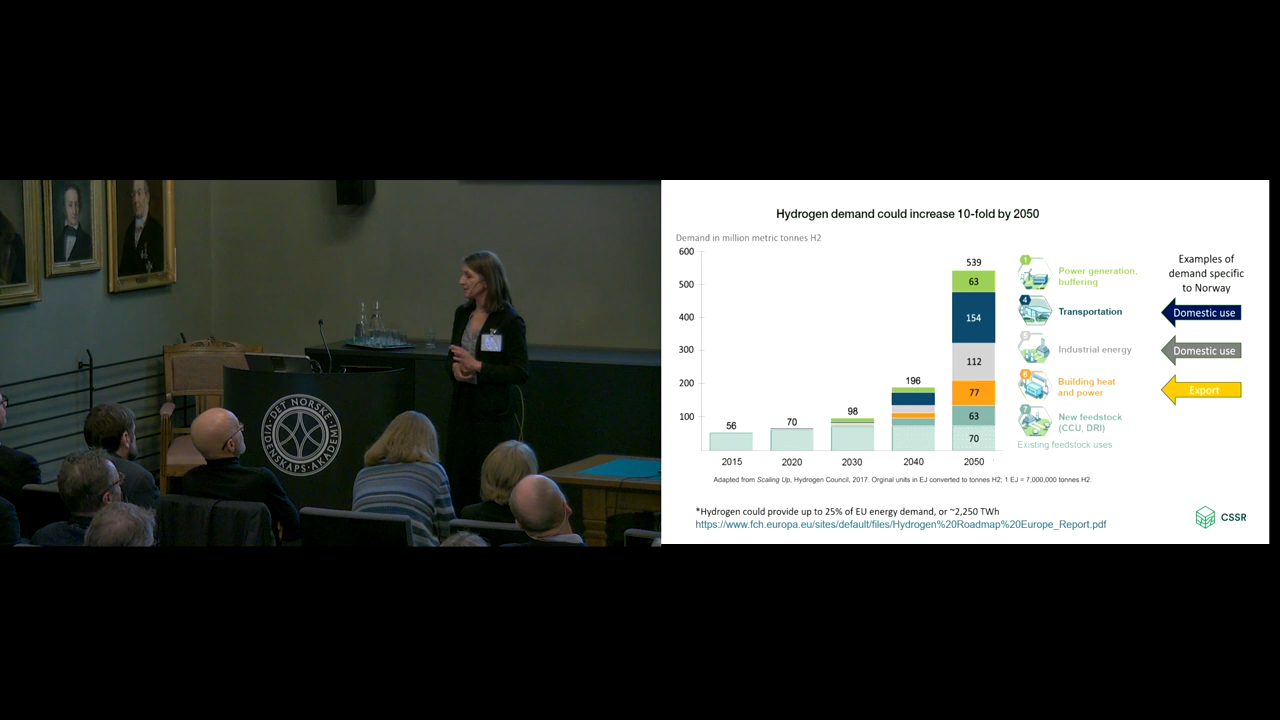 DET NORSKE
VIDENSKAPS-AKADEMI
Hydrogen demand could increase 10-fold by 2050
Demand in million metric tonnes H2
600
500
400
300
200
100
56
70
98
196
539
63
154
112
77
63
70
2015
2020
2030
2040
2050
1
Power generation,
buffering
4
Transportation
Industrial energy
6
Building heat
and power
7
New feedstock
(CCU, DRI)
Existing feedstock uses
Examples of
demand specific
to Norway
Domestic use
Domestic use
Export
Adapted from Scaling Up, Hydrogen Council, 2017. Orginal units in EJ converted to tonnes H2; 1 EJ = 7,000,000 tonnes H2.
*Hydrogen could provide up to 25% of EU energy demand, or ~2,250 TWh
https://www.fch.europa.eu/sites/default/files/Hydrogen%20Roadmap%20Europe_Report.pdf
CSSR